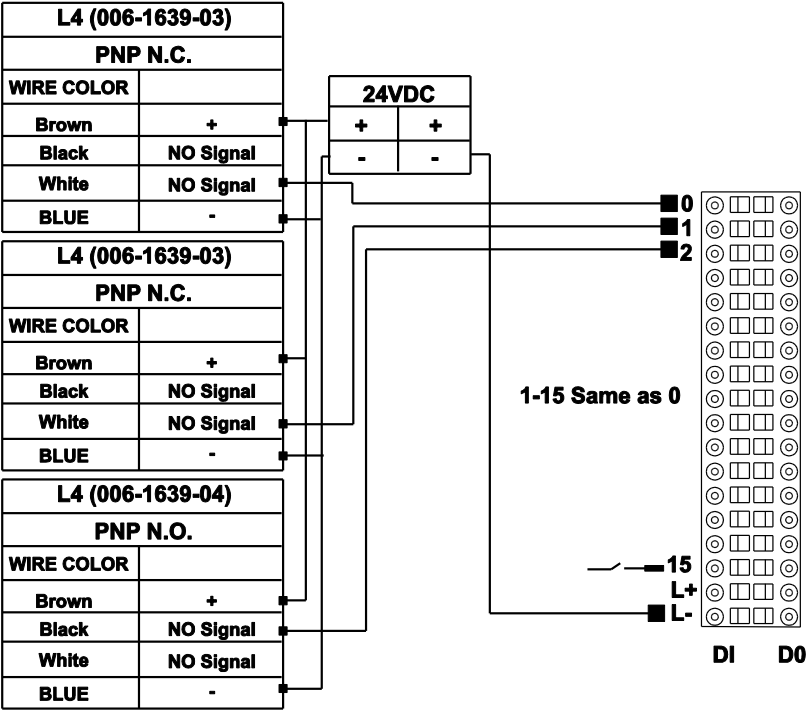 L4 (006-1639-03)
PNP N.C.
WIRE COLOR
Brown +
Black NO Signal
White NO Signal
BLUE -
L4 (006-1639-03)
PNP N.C.
WIRE COLOR
Brown +
Black NO Signal
White NO Signal
BLUE -
L4 (006-1639-04)
PNP N.O.
WIRE COLOR
Brown +
Black NO Signal
White NO Signal
BLUE -
24VDC
+ +
- -
0
1
2
1-15 Same as 0
15
L+
L-
DI D0